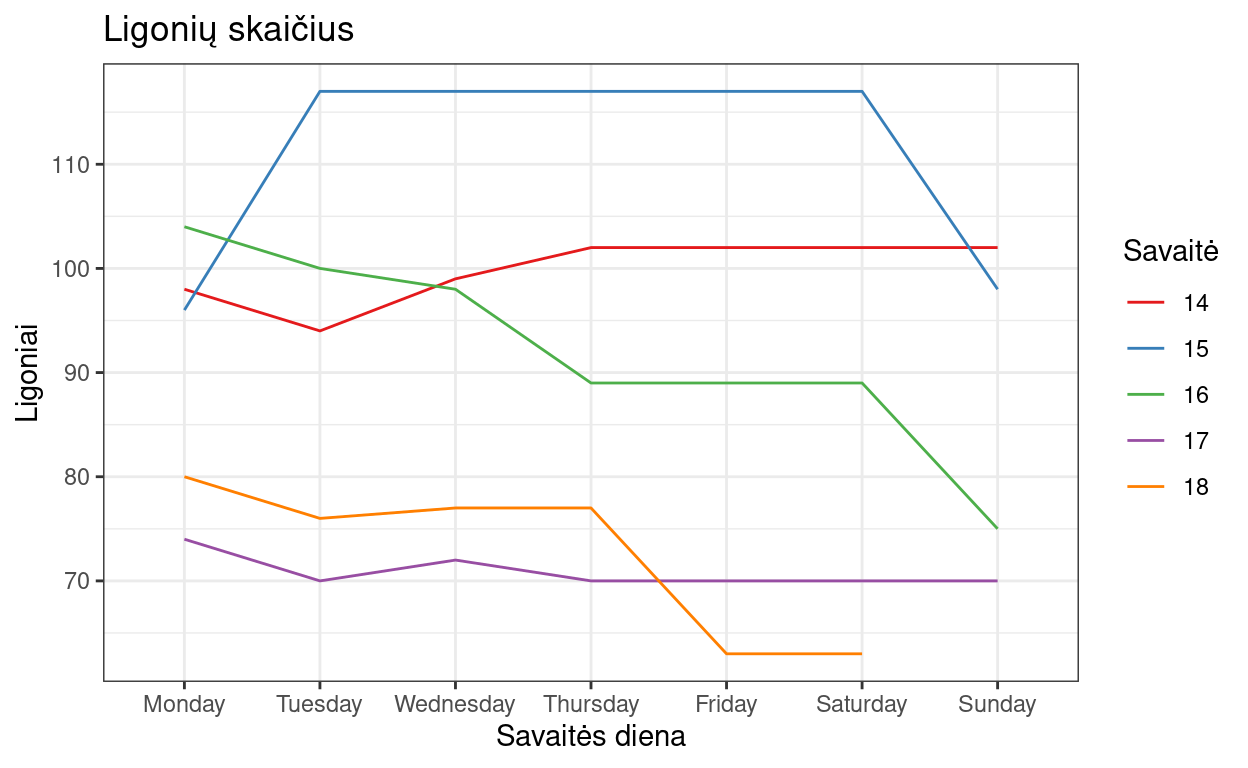 Ligonių skaičius
Ligoniai
110
100
90
80
70
Monday Tuesday Wednesday Thursday Friday Saturday Sunday
Savaitės diena
Savaitė
14
15
16
17
18